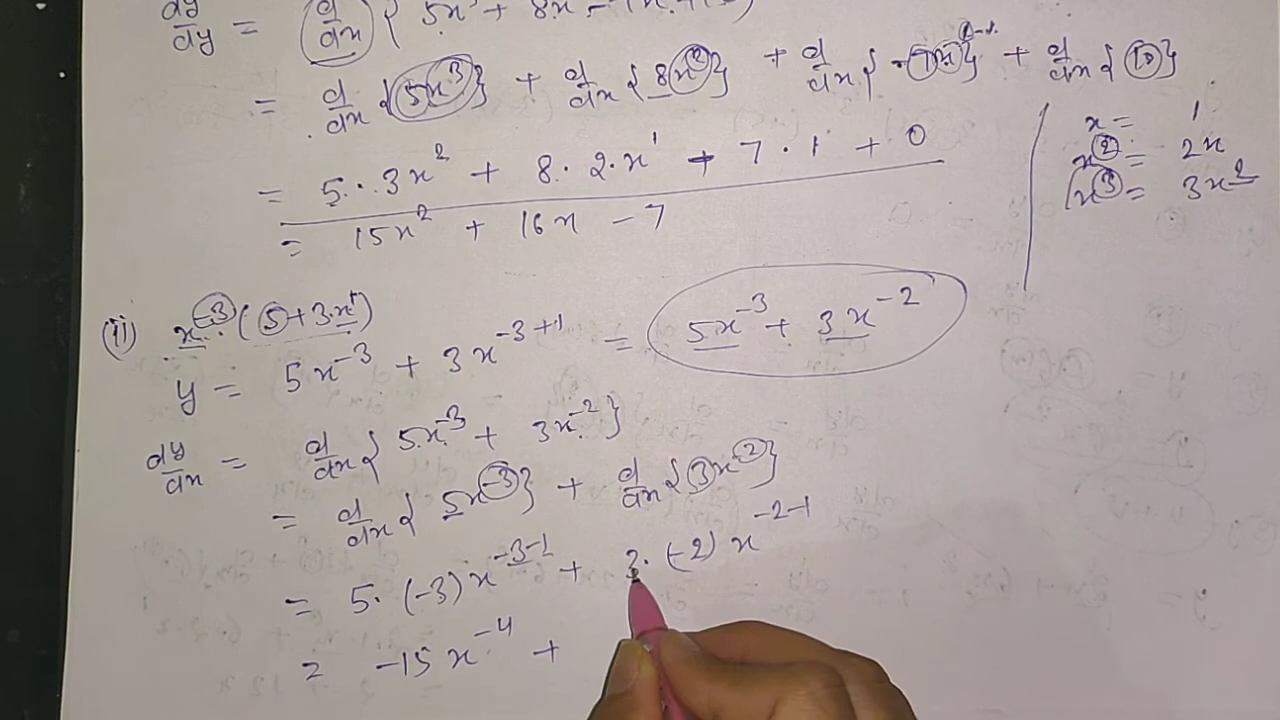 dy/dy = d/dx { 5x³ + 8x
= d/dx {5x³} + d/dx {8x²} + d/dx { -7x} + d/dx {10}
= 5 · 3x² + 8 · 2 · x¹ + 7 · 1 + 0
= 15x² + 16x - 7
x = 1
x² = 2x
x³ = 3x²
(ii) x⁻³ (5+3x¹)
y = 5x⁻³ + 3x⁻³⁺¹ = 5x⁻³ + 3x⁻²
dy/dx = d/dx { 5x⁻³ + 3x⁻² }
= d/dx { 5x⁻³} + d/dx {3x⁻²}
= 5 · (-3) x⁻³⁻¹ + 3 · (-2) x⁻²⁻¹
= -15 x⁻⁴ +